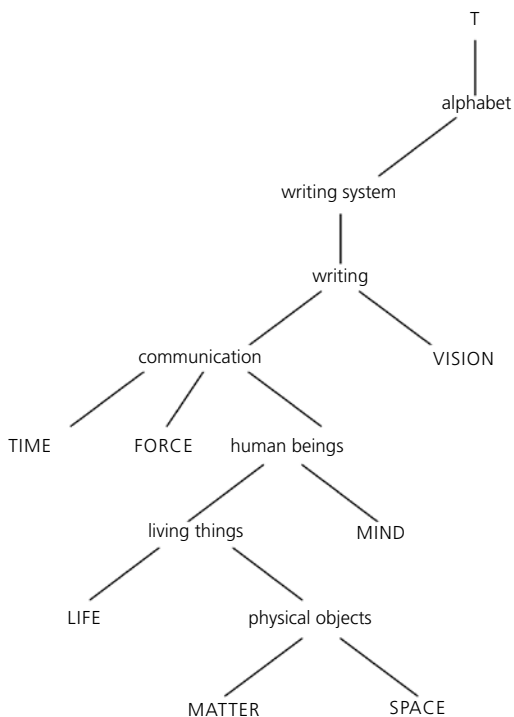 T
alphabet
writing system
writing
communication
VISION
TIME
FORCE
human beings
living things
MIND
LIFE
physical objects
MATTER
SPACE